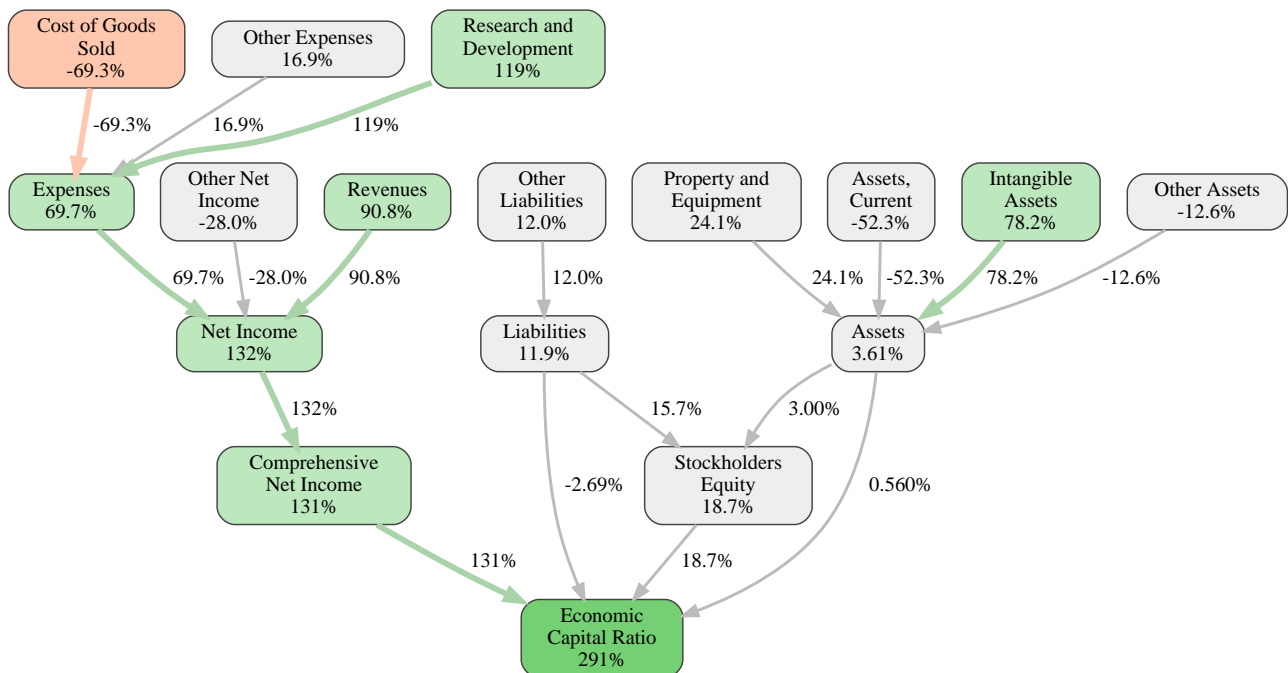 Cost of Goods
Sold
-69.3%
Other Expenses
16.9%
Research and
Development
119%
-69.3%
16.9%
119%
Expenses
69.7%
Other Net
Income
-28.0%
Revenues
90.8%
Other
Liabilities
12.0%
Property and
Equipment
24.1%
Assets,
Current
-52.3%
Intangible
Assets
78.2%
Other Assets
-12.6%
69.7%
-28.0%
90.8%
12.0%
24.1%
-52.3%
78.2%
-12.6%
Net Income
132%
Liabilities
11.9%
Assets
3.61%
132%
15.7%
3.00%
Comprehensive
Net Income
131%
-2.69%
Stockholders
Equity
18.7%
0.560%
131%
18.7%
Economic
Capital Ratio
291%